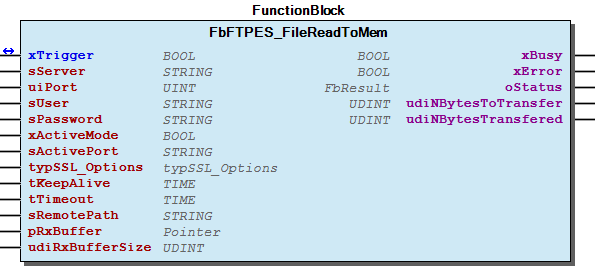 FunctionBlock
FbFTPES_FileReadToMem
xTrigger BOOL BOOL xBusy
sServer STRING BOOL xError
uiPort UINT FbResult oStatus
sUser STRING UDINT udiNBytesToTransfer
sPassword STRING UDINT udiNBytesTransfered
xActiveMode BOOL
sActivePort STRING
typSSL_Options typSSL_Options
tKeepAlive TIME
tTimeout TIME
sRemotePath STRING
pRxBuffer Pointer
udiRxBufferSize UDINT